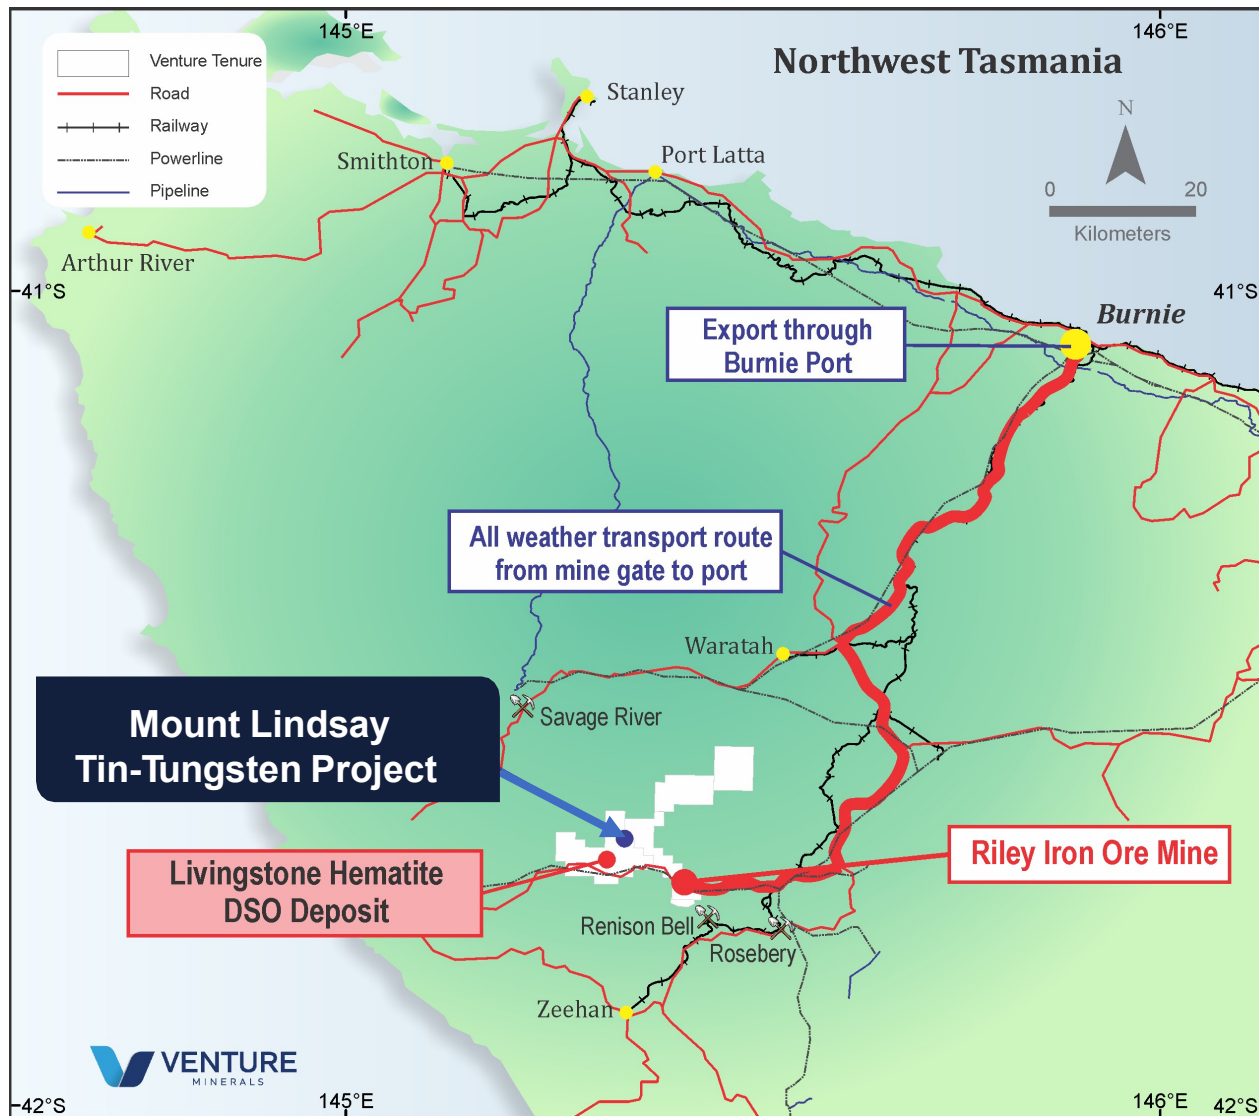 145°E
146°E
Northwest Tasmania
Venture Tenure
Road
Railway
Powerline
Pipeline
Stanley
Smithton
Port Latta
N
0 20
Kilometers
Arthur River
41°S
41°S
Burnie
Export through
Burnie Port
All weather transport route
from mine gate to port
Waratah
Savage River
Mount Lindsay
Tin-Tungsten Project
Livingstone Hematite
DSO Deposit
Riley Iron Ore Mine
Renison Bell
Rosebery
Zeehan
VENTURE
MINERALS
42°S
145°E
146°E
42°S